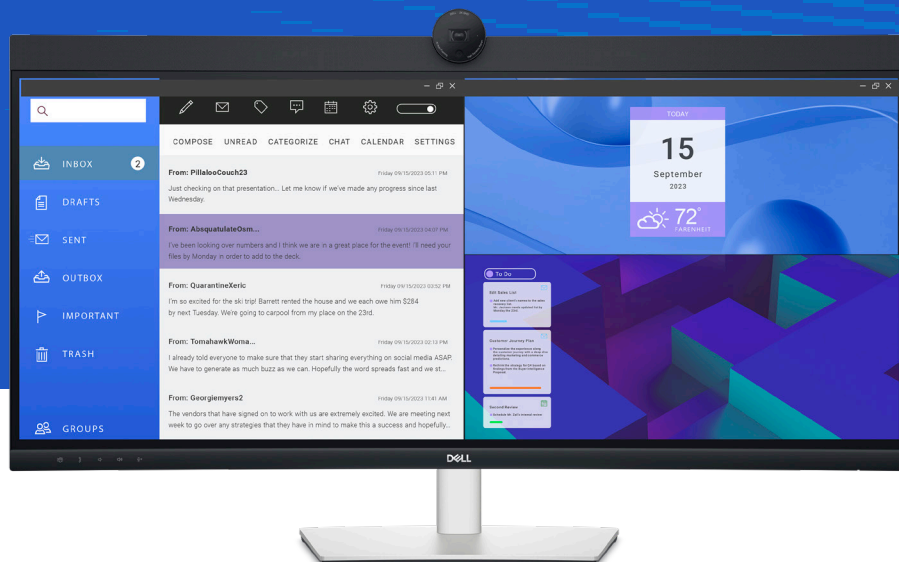 INBOX 2
DRAFTS
SENT
OUTBOX
IMPORTANT
TRASH
GROUPS
COMPOSE UNREAD CATEGORIZE CHAT CALENDAR SETTINGS
From: PillalooCouch23 Friday 09/15/2023 05:11 PM
Just checking on that presentation... Let me know if we've made any progress since last
Wednesday.
From: AbsquatulateOsm... Friday 09/15/2023 04:07 PM
I've been looking over numbers and I think we are in a great place for the event! I'll need your
files by Monday in order to add to the deck.
From: QuarantineXeric Friday 09/15/2023 03:52 PM
I'm so excited for the ski trip! Barrett rented the house and we each owe him $284
by next Tuesday. We're going to carpool from my place on the 23rd.
From: TomahawkWoma... Friday 09/15/2023 02:13 PM
I already told everyone to make sure that they start sharing everything on social media ASAP.
We have to generate as much buzz as we can. Hopefully the word spreads fast and we st...
From: Georgiemyers2 Friday 09/15/2023 11:41 AM
The vendors that have signed on to work with us are extremely excited. We are meeting next
week to go over any strategies that they have in mind to make this a success and hopefully...
TODAY
15
September
2023
72°
FARENHEIT
To Do
Edit Sales List
Customer Journey Files
Second Review
DELL